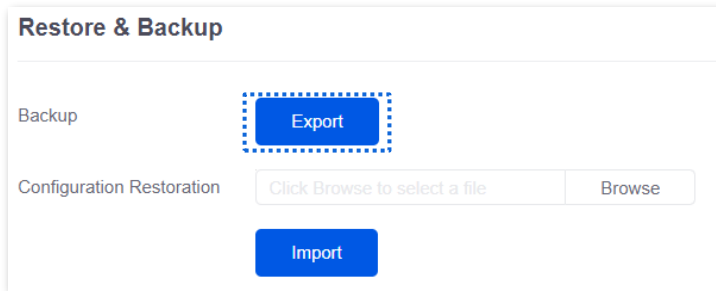 Restore & Backup
Backup
Export
Configuration Restoration
Click Browse to select a file
Browse
Import